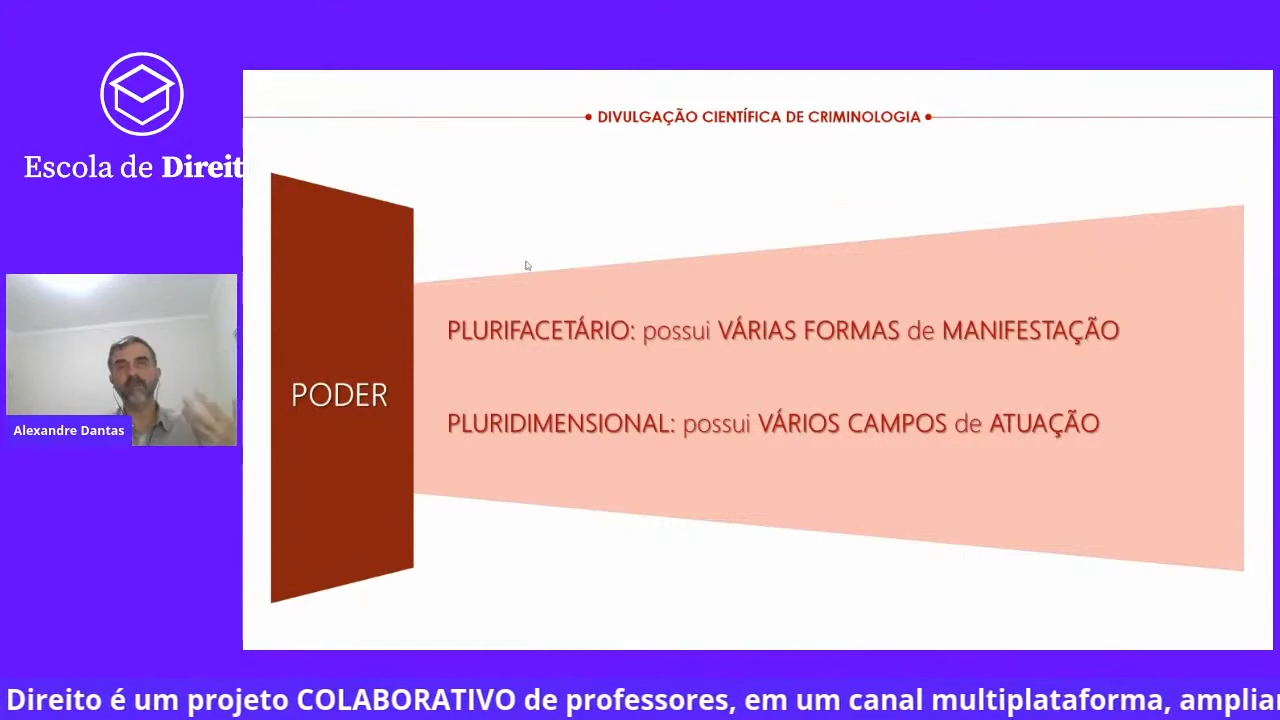 DIVULGAÇÃO CIENTÍFICA DE CRIMINOLOGIA
Escola de Direit
PODER
PLURIFACETÁRIO: possui VÁRIAS FORMAS de MANIFESTAÇÃO
PLURIDIMENSIONAL: possui VÁRIOS CAMPOS de ATUAÇÃO
Alexandre Dantas
Direito é um projeto COLABORATIVO de professores, em um canal multiplataforma, ampliar